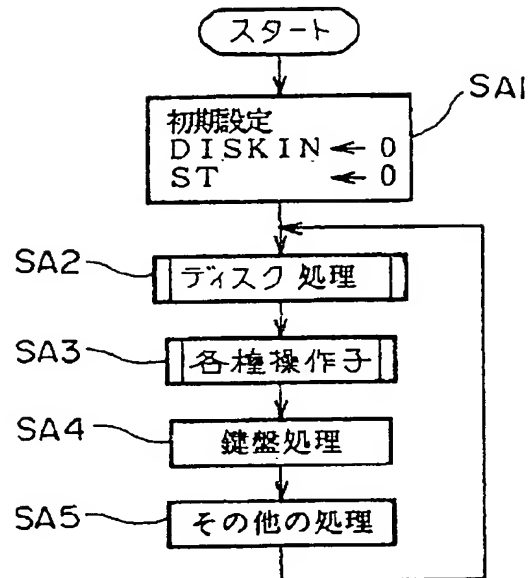 スタート
SA1
初期設定
DISKIN ← 0
ST ← 0
SA2
ディスク処理
SA3
各種操作子
SA4
鍵盤処理
SA5
その他の処理